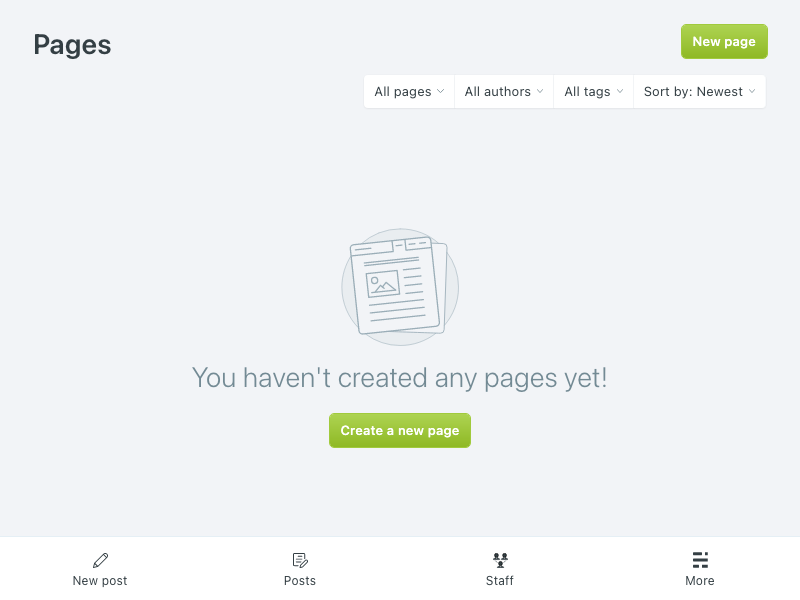 Pages
New page
All pages All authors All tags Sort by: Newest
You haven't created any pages yet!
Create a new page
New post Posts Staff More